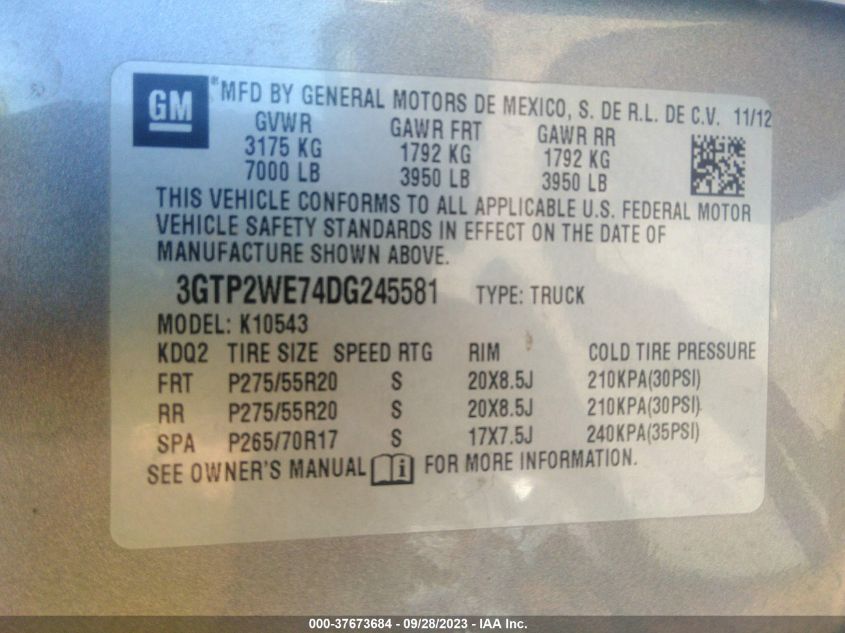 GM
® MFD BY GENERAL MOTORS DE MEXICO, S. DE R.L. DE C.V. 11/12
GVWR GAWR FRT GAWR RR
3175 KG 1792 KG 1792 KG
7000 LB 3950 LB 3950 LB
THIS VEHICLE CONFORMS TO ALL APPLICABLE U.S. FEDERAL MOTOR
VEHICLE SAFETY STANDARDS IN EFFECT ON THE DATE OF
MANUFACTURE SHOWN ABOVE.
3GTP2WE74DG245581 TYPE: TRUCK
MODEL: K10543
KDQ2 TIRE SIZE SPEED RTG RIM COLD TIRE PRESSURE
FRT P275/55R20 S 20X8.5J 210KPA(30PSI)
RR P275/55R20 S 20X8.5J 210KPA(30PSI)
SPA P265/70R17 S 17X7.5J 240KPA(35PSI)
SEE OWNER'S MANUAL i FOR MORE INFORMATION.
000-37673684 / 09/28/2023 - IAA Inc.